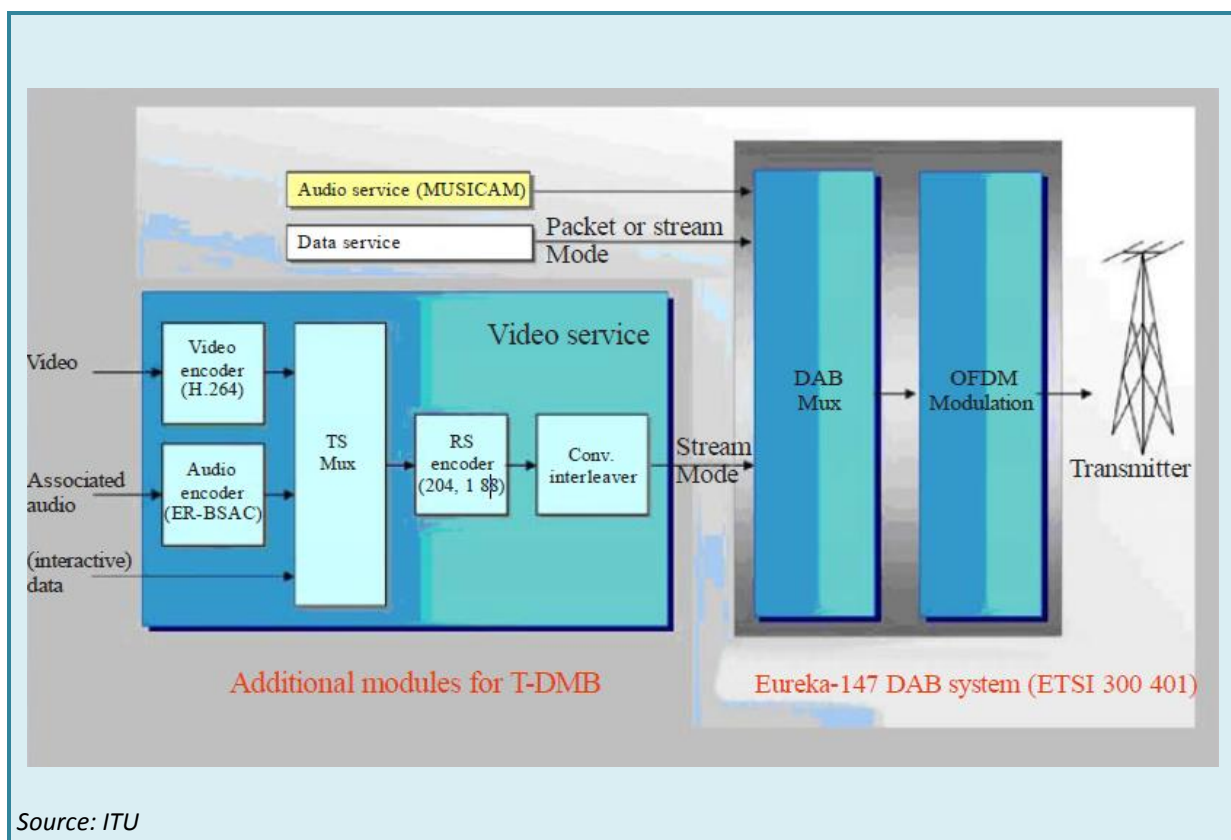 Audio service (MUSICAM)
Data service
Packet or stream
Mode
Video service
Video
Video
encoder
(H.264)
Associated
audio
Audio
encoder
(ER-BSAC)
(interactive)
data
TS
Mux
RS
encoder
(204, 1 88)
Conv.
interleaver
Stream
Mode
DAB
Mux
OFDM
Modulation
Transmitter
Additional modules for T-DMB
Eureka-147 DAB system (ETSI 300 401)
Source: ITU